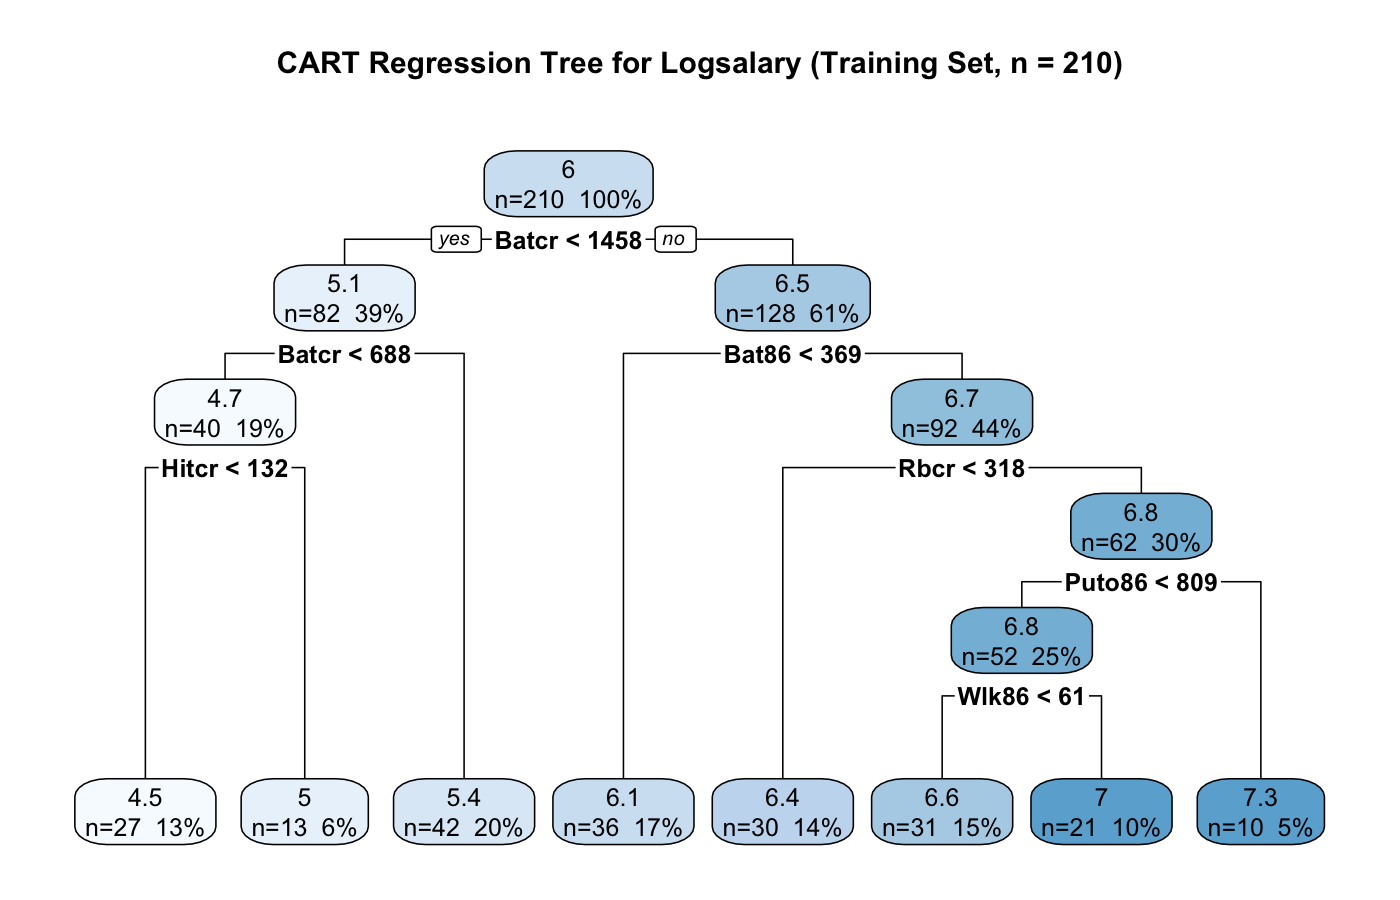 CART Regression Tree for Logsalary (Training Set, n = 210)
6
n=210 100%
yes Batcr < 1458 no
5.1
n=82 39%
6.5
n=128 61%
Batcr < 688
Bat86 < 369
4.7
n=40 19%
6.7
n=92 44%
Hitcr < 132
Rbcr < 318
6.8
n=62 30%
Puto86 < 809
6.8
n=52 25%
Wlk86 < 61
4.5
n=27 13%
5
n=13 6%
5.4
n=42 20%
6.1
n=36 17%
6.4
n=30 14%
6.6
n=31 15%
7
n=21 10%
7.3
n=10 5%